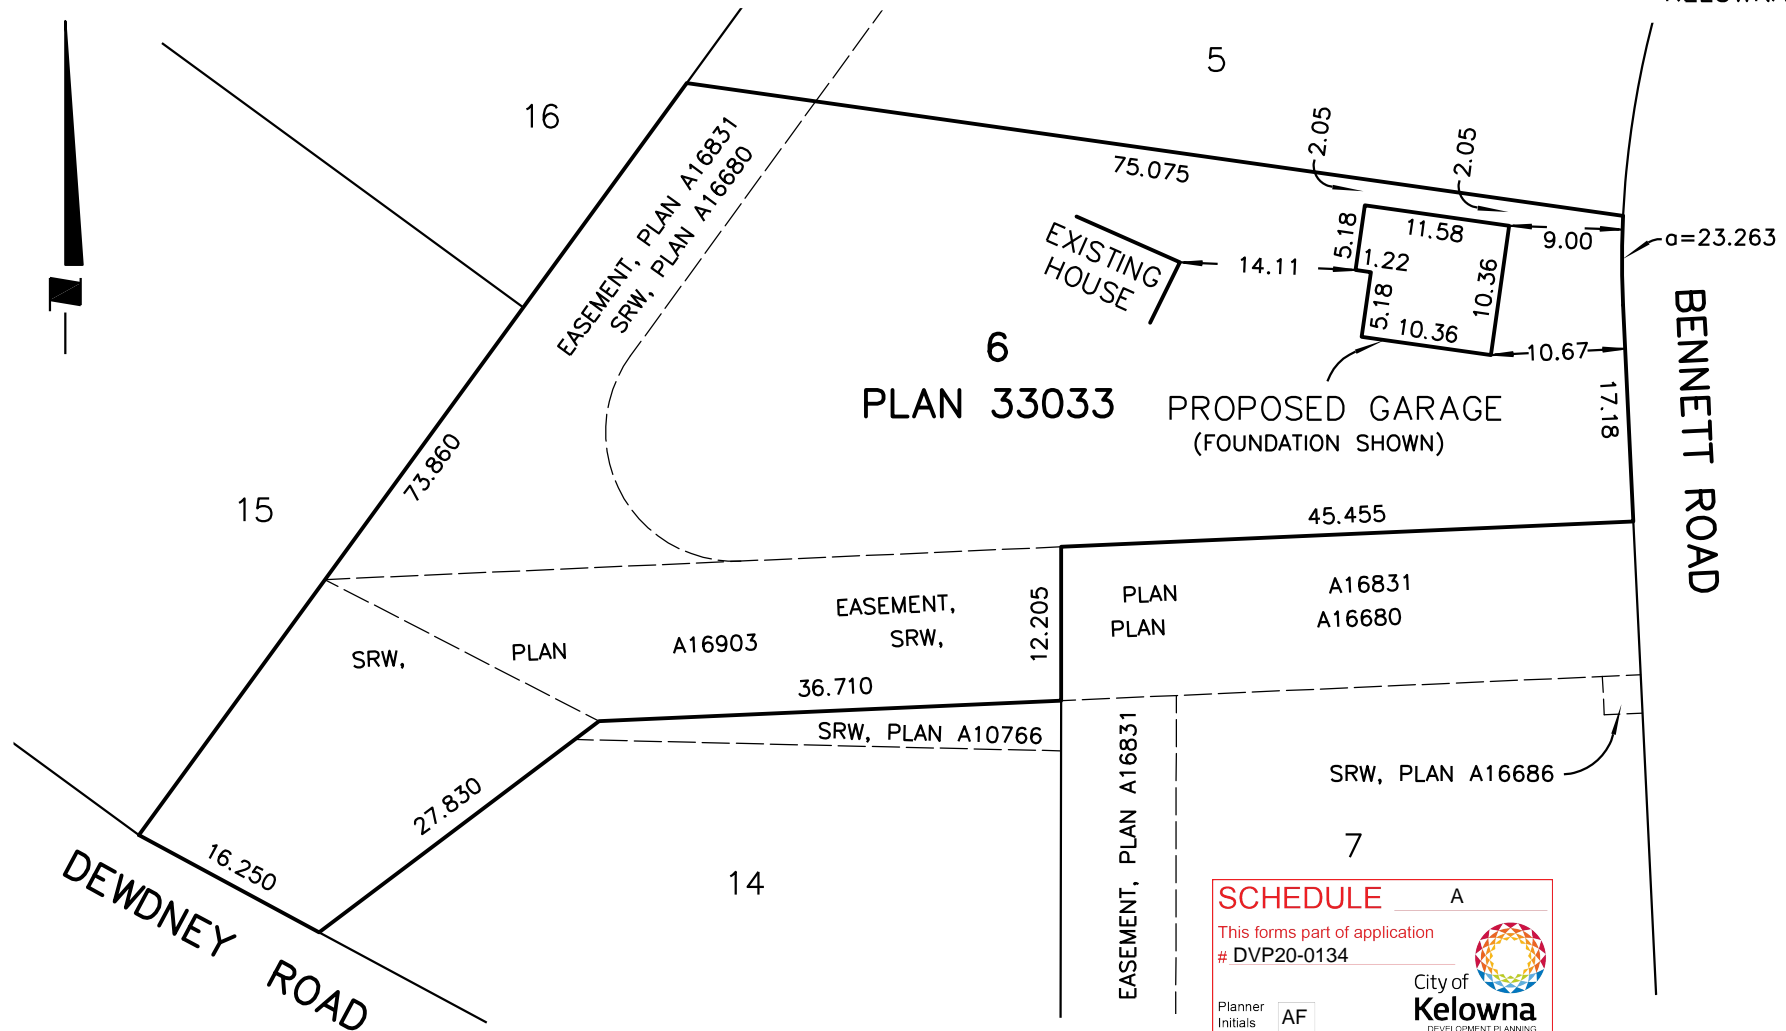 5
16
2.05
2.05
75.075
EASEMENT, PLAN A16831
SRW, PLAN A16680
11.58
5.18
9.00
a=23.263
EXISTING
HOUSE
14.11
1.22
5.18
10.36
10.36
10.67
BENNETT ROAD
6
PLAN 33033
PROPOSED GARAGE
(FOUNDATION SHOWN)
17.18
73.860
15
45.455
EASEMENT, PLAN A16831
SRW, PLAN A16680
12.205
SRW, PLAN A16903
36.710
SRW, PLAN A10766
EASEMENT, PLAN A16831
SRW, PLAN A16686
27.830
16.250
DEWDNEY ROAD
14
7
SCHEDULE A
This forms part of application
# DVP20-0134
City of
Kelowna
DEVELOPMENT PLANNING
Planner
Initials AF